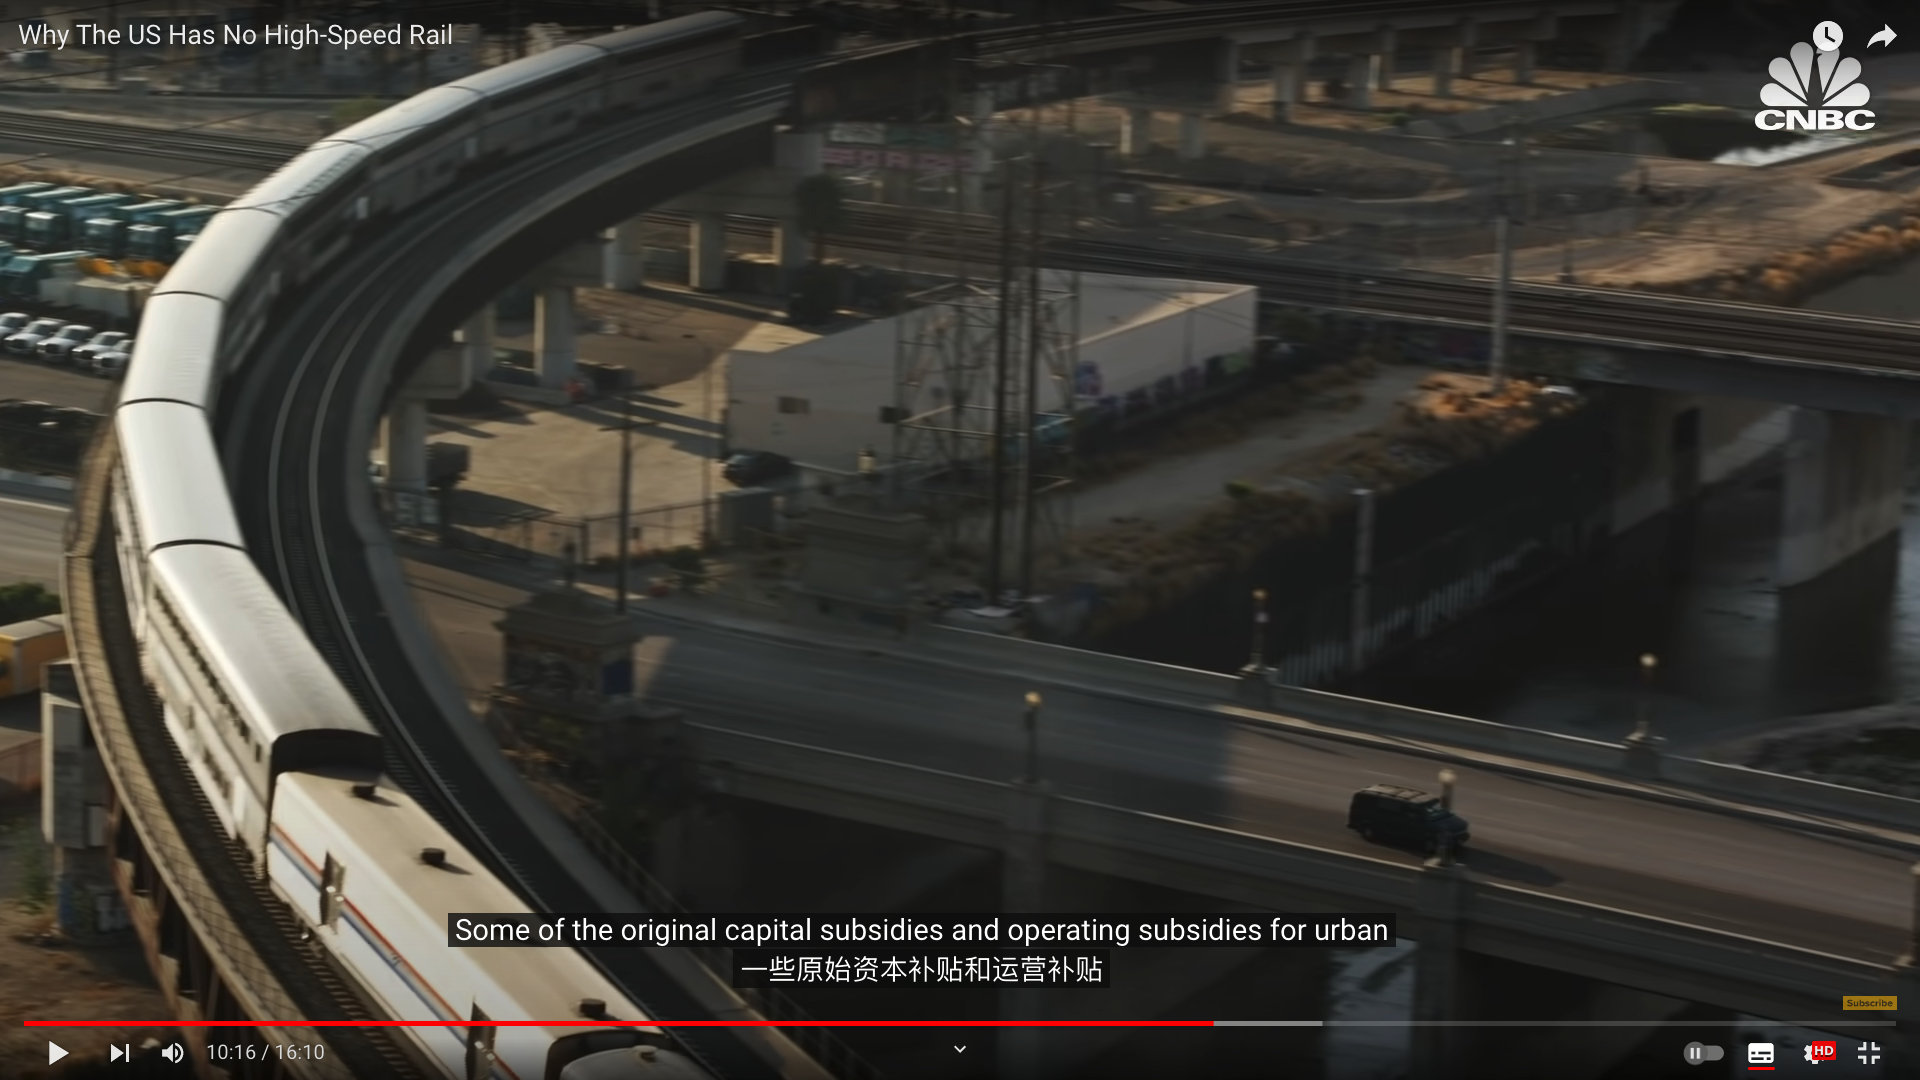 Why The US Has No High-Speed Rail
CNBC
Some of the original capital subsidies and operating subsidies for urban
一些原始资本补贴和运营补贴
Subscribe
10:16 / 16:10
HD